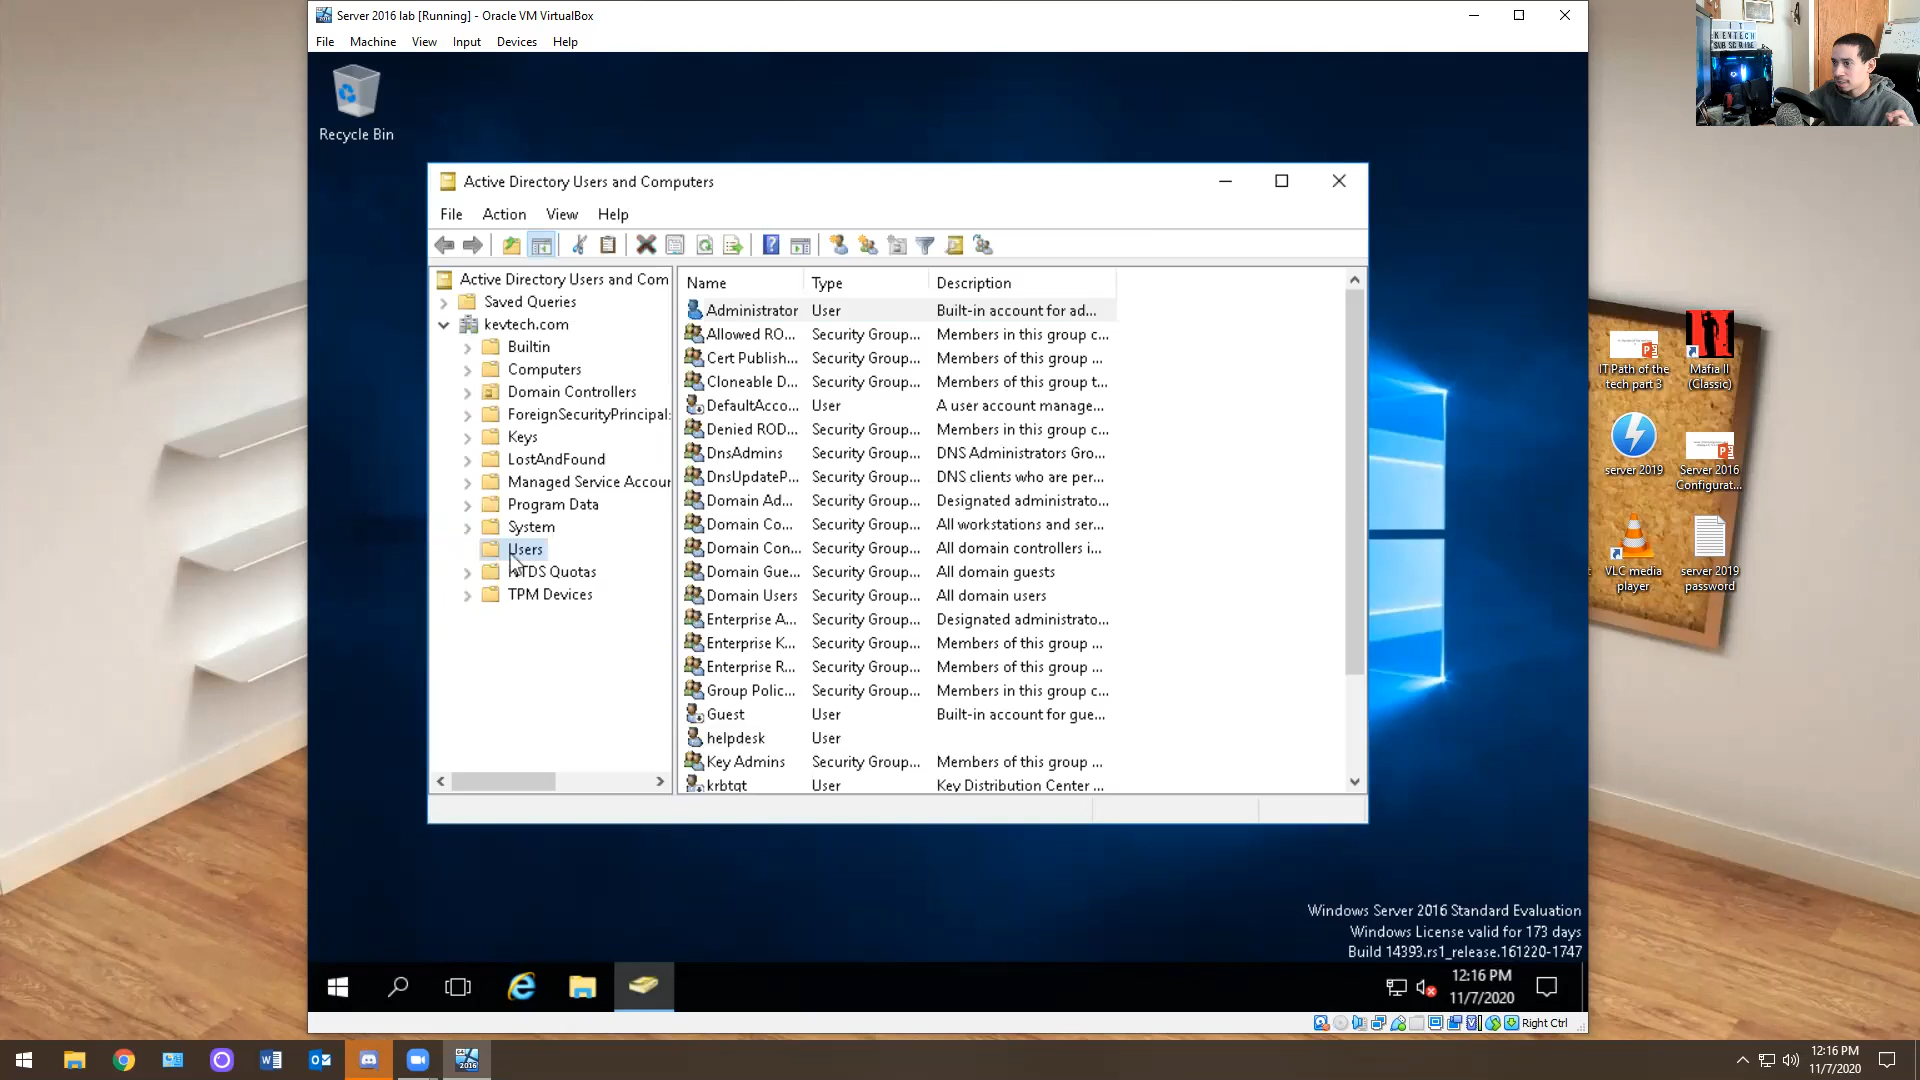 Server 2016 lab [Running] - Oracle VM VirtualBox
File Machine View Input Devices Help
IT
KEVTECH
SUBSCRIBE
Recycle Bin
Active Directory Users and Computers
File Action View Help
Active Directory Users and Com
Saved Queries
kevtech.com
Builtin
Computers
Domain Controllers
ForeignSecurityPrincipal:
Keys
LostAndFound
Managed Service Accour
Program Data
System
Users
NTDS Quotas
TPM Devices
Name Type Description
Administrator User Built-in account for ad...
Allowed RO... Security Group... Members in this group c...
Cert Publish... Security Group... Members of this group ...
Cloneable D... Security Group... Members of this group t...
DefaultAcco... User A user account manage...
Denied ROD... Security Group... Members in this group c...
DnsAdmins Security Group... DNS Administrators Gro...
DnsUpdateP... Security Group... DNS clients who are per...
Domain Ad... Security Group... Designated administrato...
Domain Co... Security Group... All workstations and ser...
Domain Con... Security Group... All domain controllers i...
Domain Gue... Security Group... All domain guests
Domain Users Security Group... All domain users
Enterprise A... Security Group... Designated administrato...
Enterprise K... Security Group... Members of this group ...
Enterprise R... Security Group... Members of this group ...
Group Polic... Security Group... Members in this group c...
Guest User Built-in account for gue...
helpdesk User
Key Admins Security Group... Members of this group ...
krbtgt User Key Distribution Center ...
IT Path of the
tech part 3
Mafia II
(Classic)
server 2019
Server 2016
Configurat...
VLC media
player
server 2019
password
Windows Server 2016 Standard Evaluation
Windows License valid for 173 days
Build 14393.rs1_release.161220-1747
12:16 PM
11/7/2020
Right Ctrl
12:16 PM
11/7/2020